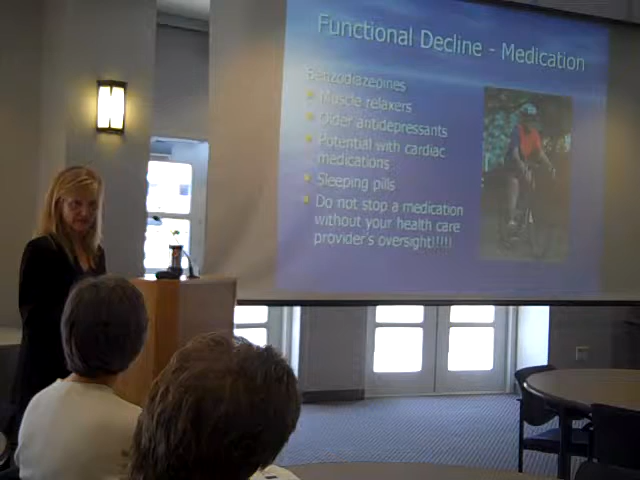 Functional Decline - Medication
Benzodiazepines
Muscle relaxers
Older antidepressants
Potential with cardiac
medications
Sleeping pills
Do not stop a medication
without your health care
provider's oversight!!!!!